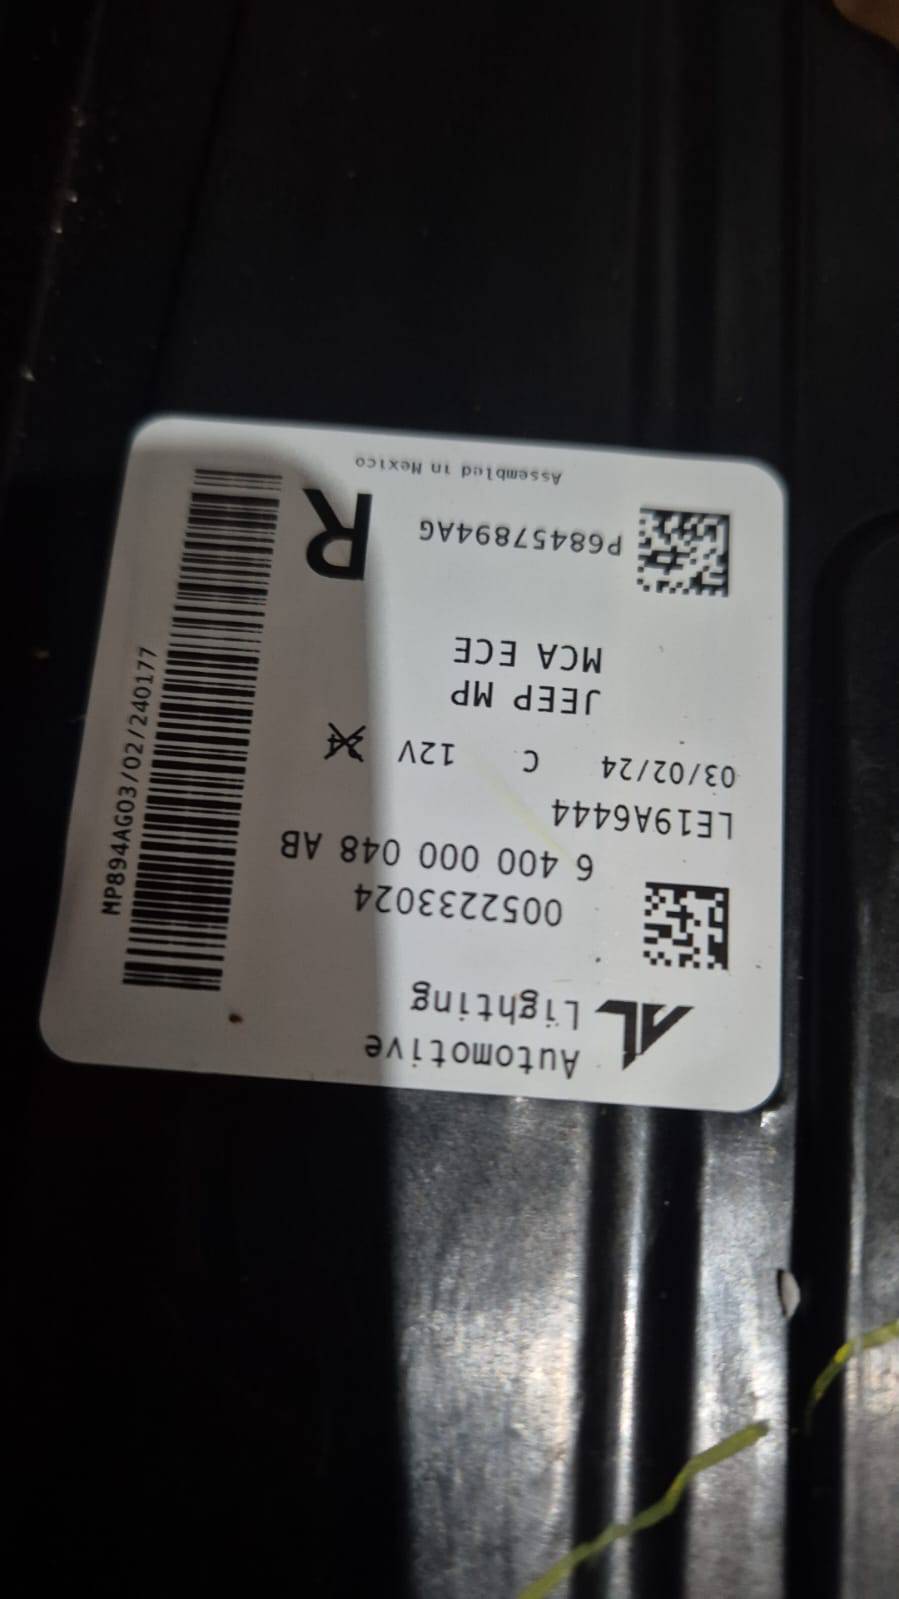 Automotive
Lighting
0052233024
6 400 000 048 AB
LE19A6444
03/02/24 C 12V 24
JEEP MP
MCA ECE
P68457894AG
R
Assembled in Mexico
MP894AG03/02/240177